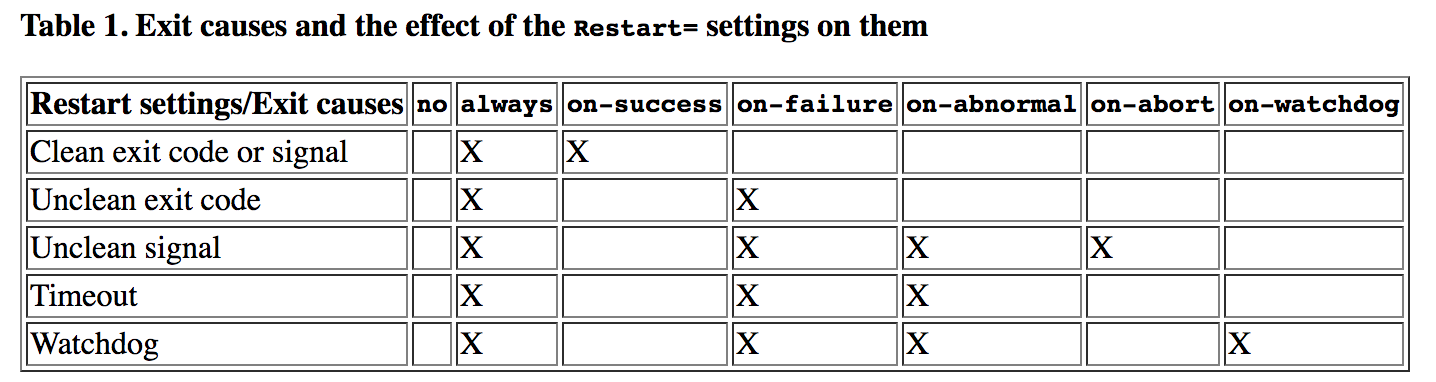 Table 1. Exit causes and the effect of the Restart= settings on them
Restart settings/Exit causes no always on-success on-failure on-abnormal on-abort on-watchdog
Clean exit code or signal X X
Unclean exit code X X
Unclean signal X X X X
Timeout X X X
Watchdog X X X X